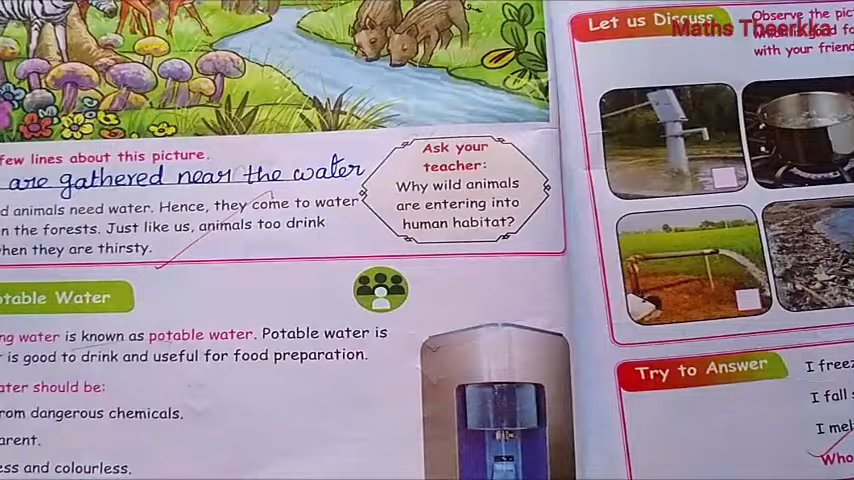 few lines about this picture.
are gathered near the water
d animals need water. Hence, they come to water
n the forests. Just like us, animals too drink
hen they are thirsty.
Ask your
teacher:
Why wild animals
are entering into
human habitat?
table Water
ng water is known as potable water. Potable water is
r is good to drink and useful for food preparation.
ater should be
rom dangerous chemicals
arent.
ess and colourless
Let us Discuss
Observe the pic
with your friend
Maths Theerkka
Try to Answer
I freez
I fall
I mel
Who